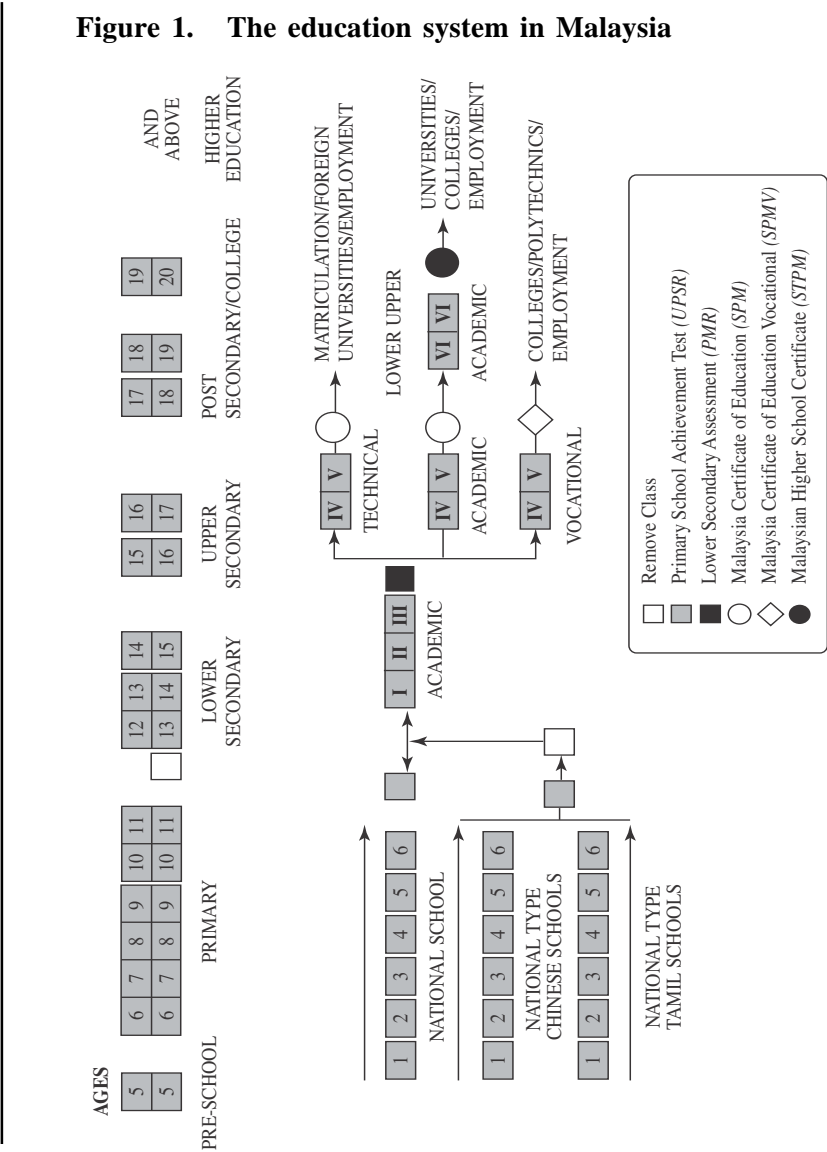 Figure 1. The education system in Malaysia
AGES
5
5
6 7 8 9 10 11
6 7 8 9 10 11
12 13 14
13 14 15
15 16
16 17
17 18
18 19
19
20
AND
ABOVE
PRE-SCHOOL
PRIMARY
LOWER
SECONDARY
UPPER
SECONDARY
POST
SECONDARY/COLLEGE
HIGHER
EDUCATION
1 2 3 4 5 6
NATIONAL SCHOOL
1 2 3 4 5 6
NATIONAL TYPE
CHINESE SCHOOLS
1 2 3 4 5 6
NATIONAL TYPE
TAMIL SCHOOLS
I II III
ACADEMIC
IV V
TECHNICAL
MATRICULATION/FOREIGN
UNIVERSITIES/EMPLOYMENT
IV V
ACADEMIC
LOWER UPPER
VI VI
ACADEMIC
UNIVERSITIES/
COLLEGES/
EMPLOYMENT
IV V
VOCATIONAL
COLLEGES/POLYTECHNICS/
EMPLOYMENT
Remove Class
Primary School Achievement Test (UPSR)
Lower Secondary Assessment (PMR)
Malaysia Certificate of Education (SPM)
Malaysia Certificate of Education Vocational (SPMV)
Malaysian Higher School Certificate (STPM)